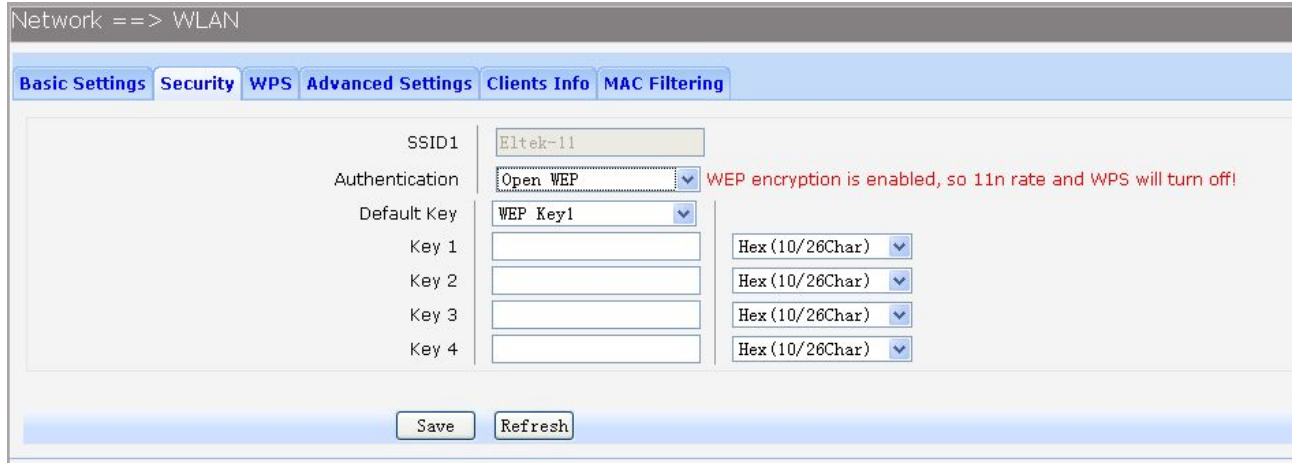 Network ==> WLAN
Basic Settings Security WPS Advanced Settings Clients Info MAC Filtering
SSID1 Eltek-11
Authentication Open WEP WEP encryption is enabled, so 11n rate and WPS will turn off!
Default Key WEP Key1
Key 1 Hex(10/26Char)
Key 2 Hex(10/26Char)
Key 3 Hex(10/26Char)
Key 4 Hex(10/26Char)
Save Refresh